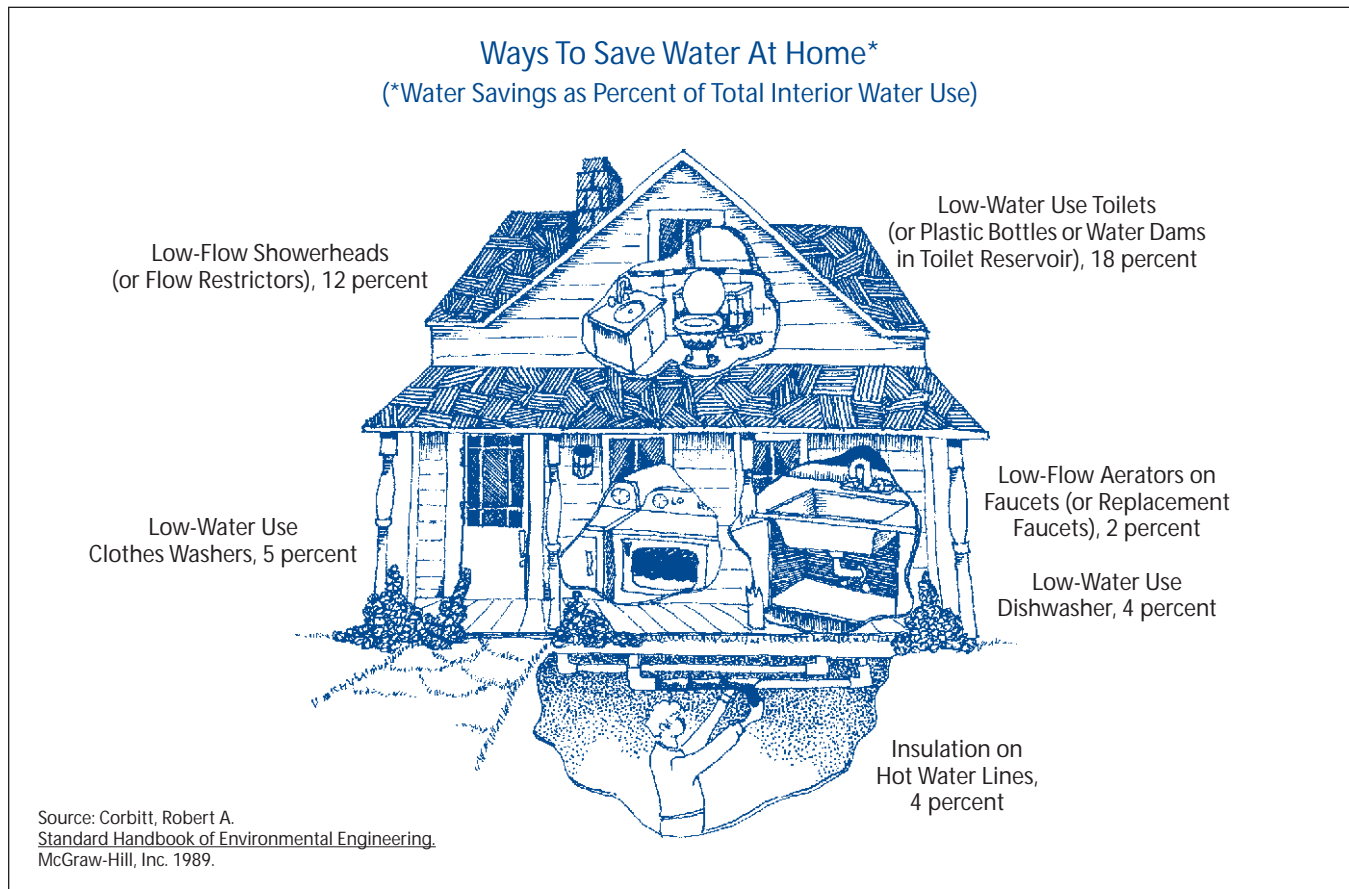 Ways To Save Water At Home*
(*Water Savings as Percent of Total Interior Water Use)
Low-Flow Showerheads
(or Flow Restrictors), 12 percent
Low-Water Use Toilets
(or Plastic Bottles or Water Dams
in Toilet Reservoir), 18 percent
Low-Water Use
Clothes Washers, 5 percent
Low-Flow Aerators on
Faucets (or Replacement
Faucets), 2 percent
Low-Water Use
Dishwasher, 4 percent
Insulation on
Hot Water Lines,
4 percent
Source: Corbitt, Robert A.
Standard Handbook of Environmental Engineering.
McGraw-Hill, Inc. 1989.